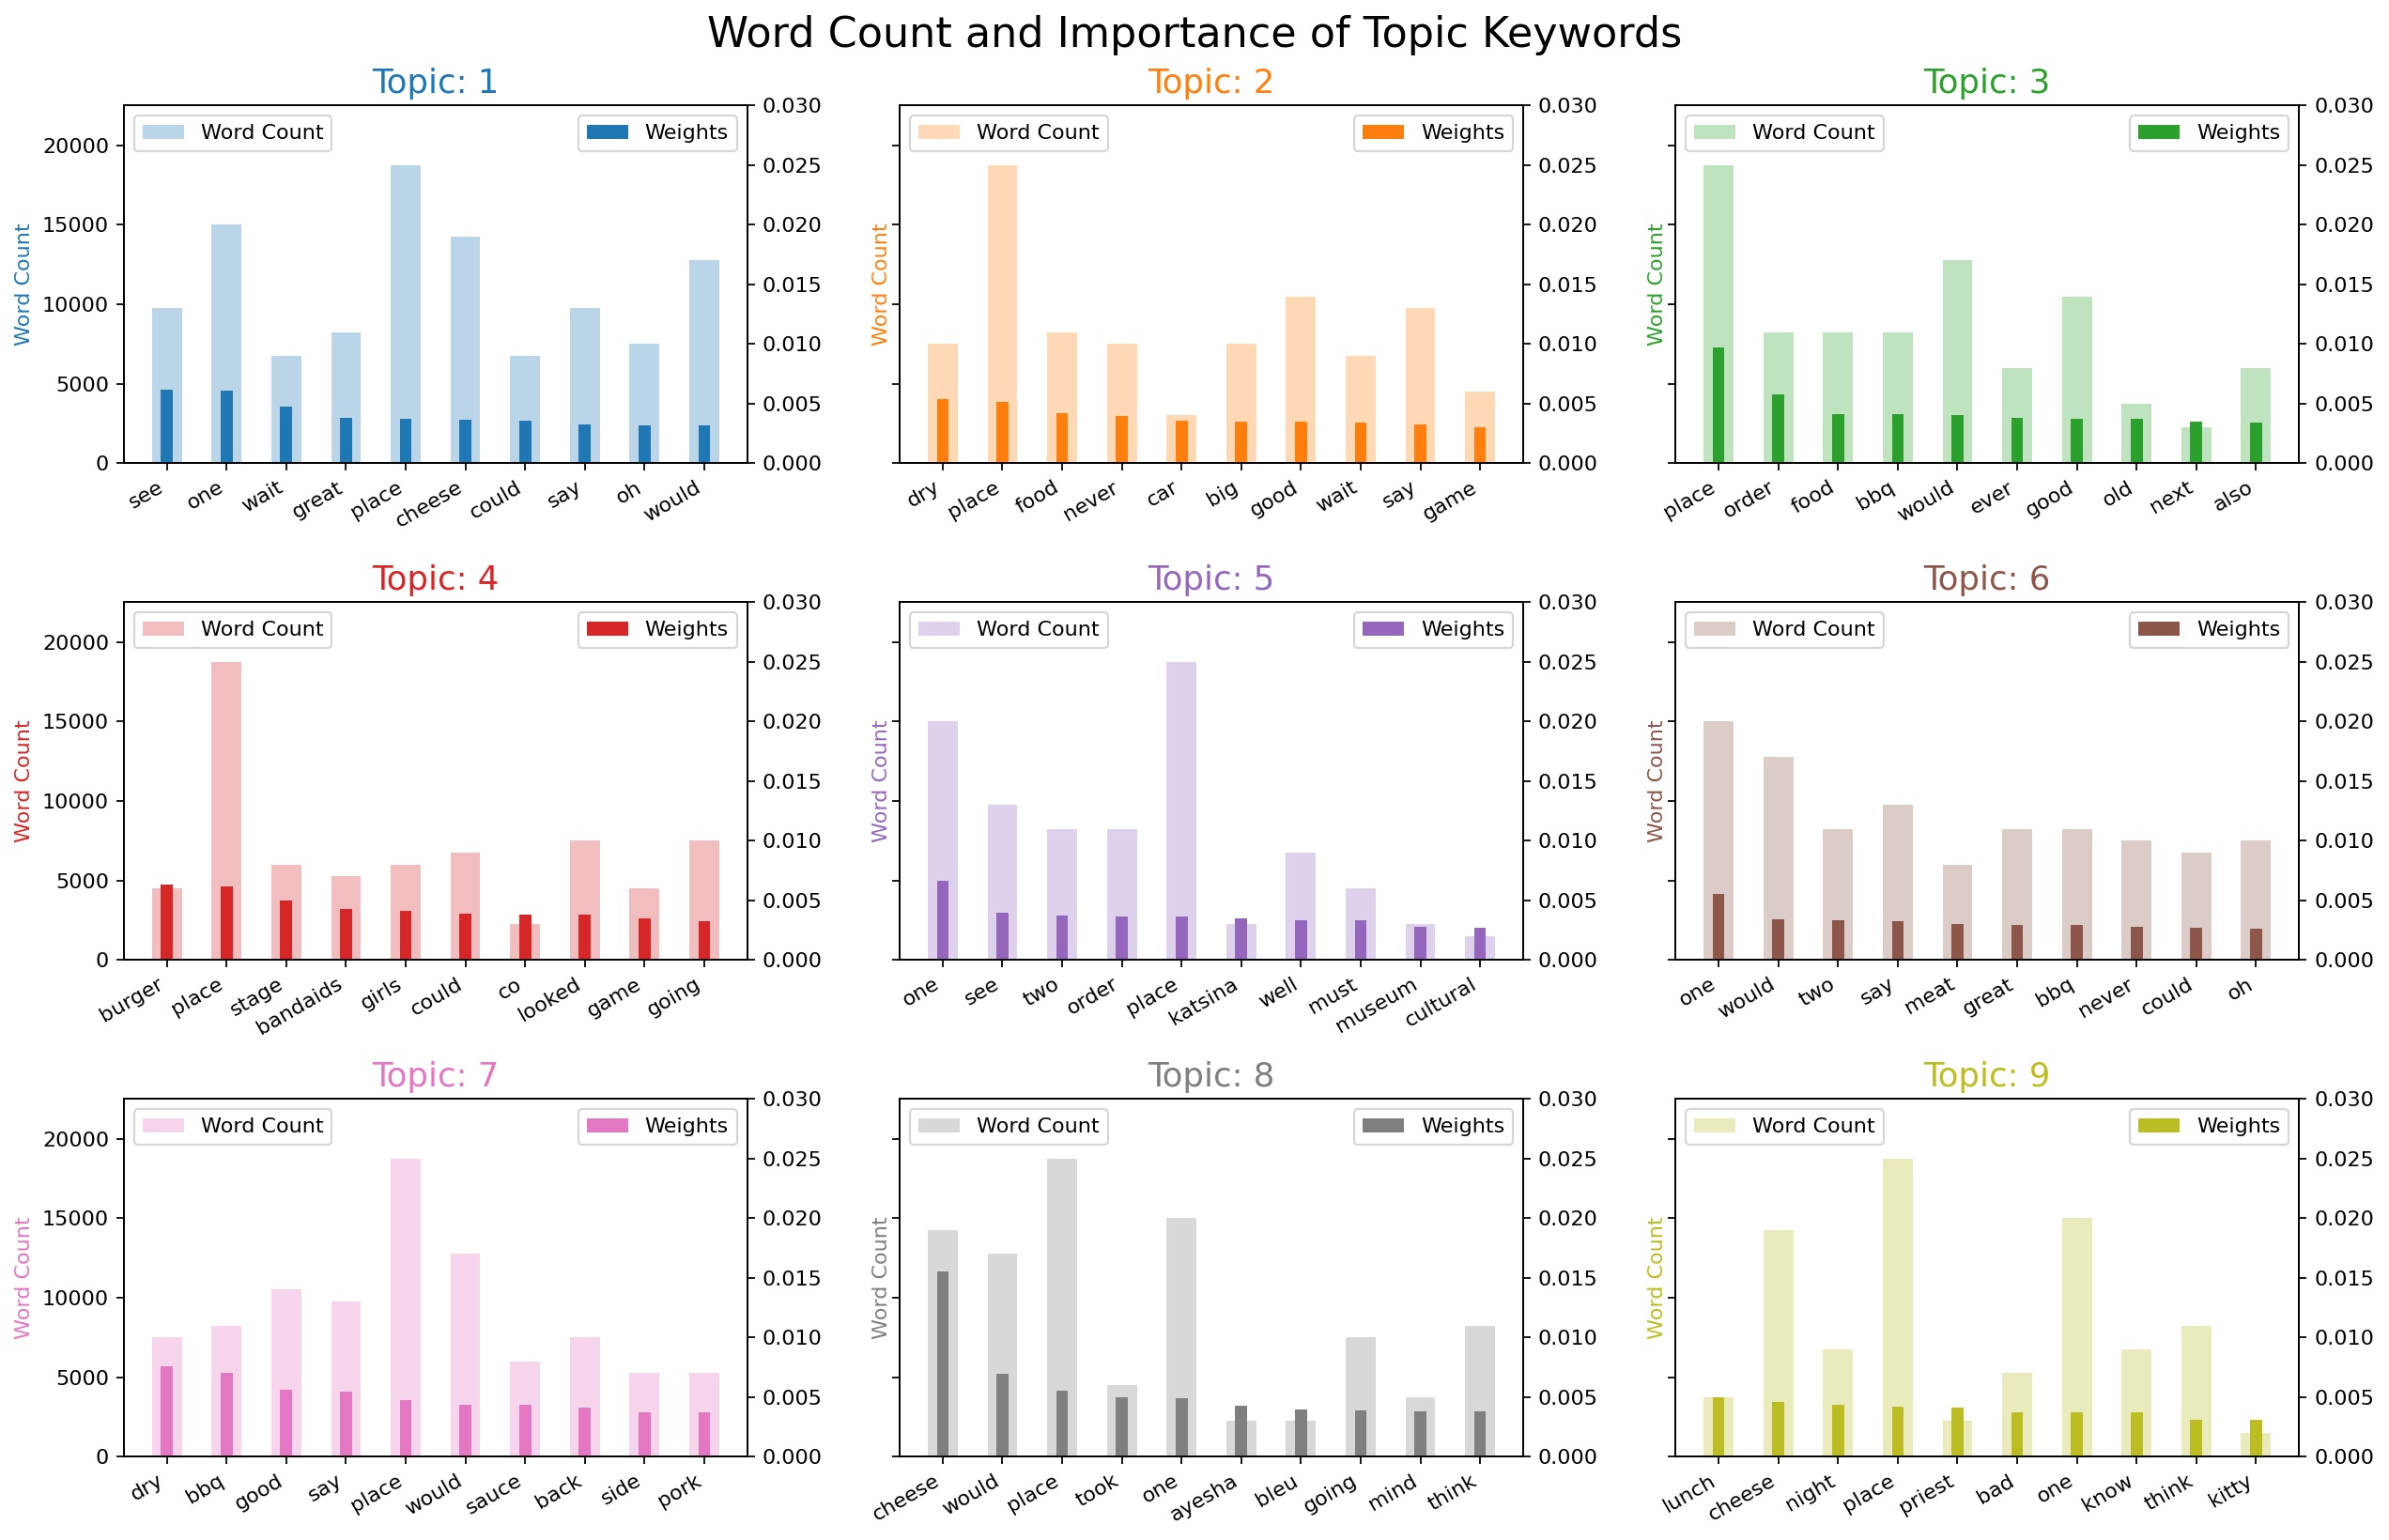 Word Count and Importance of Topic Keywords
Topic: 1
Word Count
Weights
Word Count
20000
15000
10000
5000
0
0.030
0.025
0.020
0.015
0.010
0.005
0.000
see one wait great place cheese could say oh would
Topic: 2
Word Count
Weights
Word Count
0.030
0.025
0.020
0.015
0.010
0.005
0.000
dry place food never car big good wait say game
Topic: 3
Word Count
Weights
Word Count
0.030
0.025
0.020
0.015
0.010
0.005
0.000
place order food bbq would ever good old next also
Topic: 4
Word Count
Weights
Word Count
20000
15000
10000
5000
0
0.030
0.025
0.020
0.015
0.010
0.005
0.000
burger place stage bandaids girls could co looked game going
Topic: 5
Word Count
Weights
Word Count
0.030
0.025
0.020
0.015
0.010
0.005
0.000
one see two order place katsina well must museum cultural
Topic: 6
Word Count
Weights
Word Count
0.030
0.025
0.020
0.015
0.010
0.005
0.000
one would two say meat great bbq never could oh
Topic: 7
Word Count
Weights
Word Count
20000
15000
10000
5000
0
0.030
0.025
0.020
0.015
0.010
0.005
0.000
dry bbq good say place would sauce back side pork
Topic: 8
Word Count
Weights
Word Count
0.030
0.025
0.020
0.015
0.010
0.005
0.000
cheese would place took one ayesha bleu going mind think
Topic: 9
Word Count
Weights
Word Count
0.030
0.025
0.020
0.015
0.010
0.005
0.000
lunch cheese night place priest bad one know think kitty